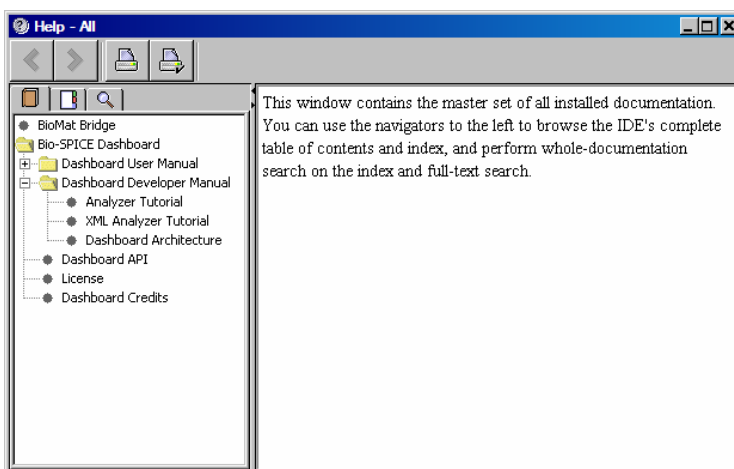 Help - All
BioMat Bridge
Bio-SPICE Dashboard
Dashboard User Manual
Dashboard Developer Manual
Analyzer Tutorial
XML Analyzer Tutorial
Dashboard Architecture
Dashboard API
License
Dashboard Credits
This window contains the master set of all installed documentation.
You can use the navigators to the left to browse the IDE's complete
table of contents and index, and perform whole-documentation
search on the index and full-text search.